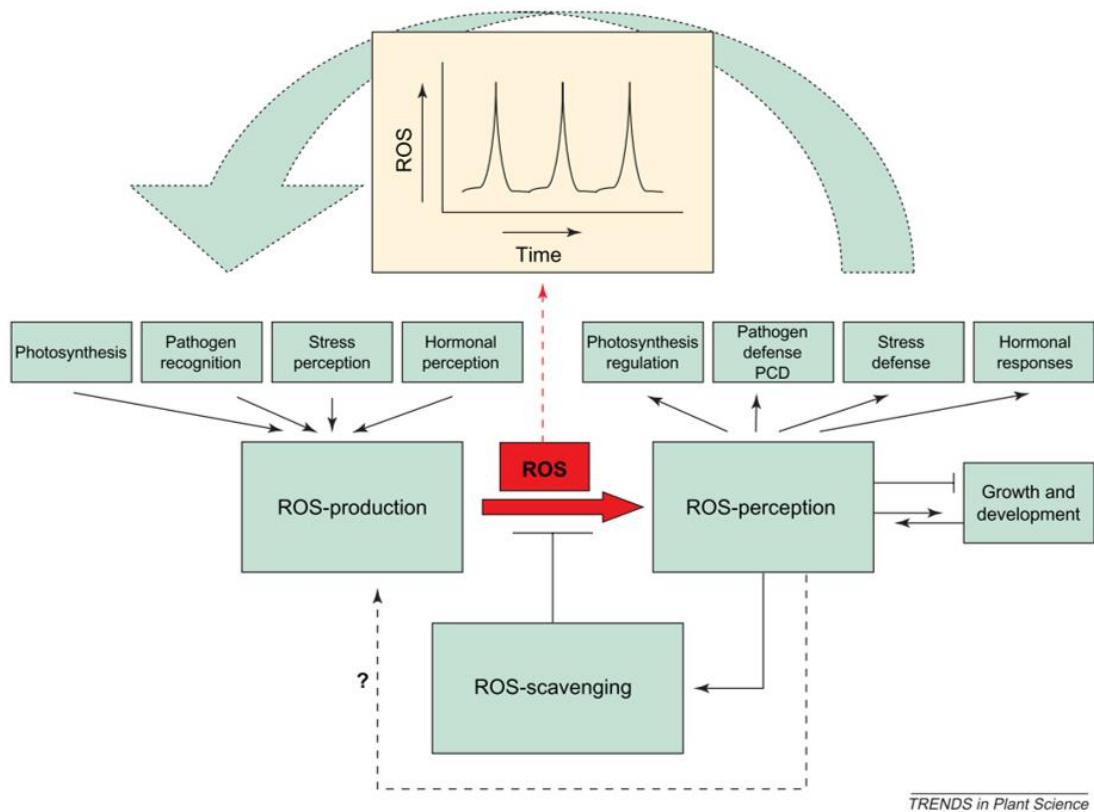 ROS
Time
Photosynthesis
Pathogen
recognition
Stress
perception
Hormonal
perception
Photosynthesis
regulation
Pathogen
defense
PCD
Stress
defense
Hormonal
responses
ROS-production
ROS
ROS-perception
Growth and
development
ROS-scavenging
?
TRENDS in Plant Science